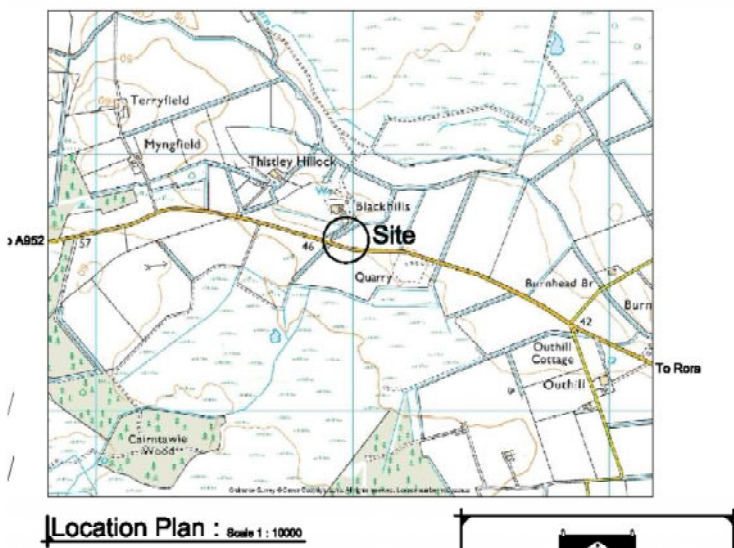 Terryfield
Myngfield
Thistley Hillock
Blackhills
Site
A952
57
46
Quarry
Burnhead Br
Burn
42
Outhill
Cottage
To Rora
Outhill
Cairntawie
Wood
Location Plan : Scale 1 : 10000